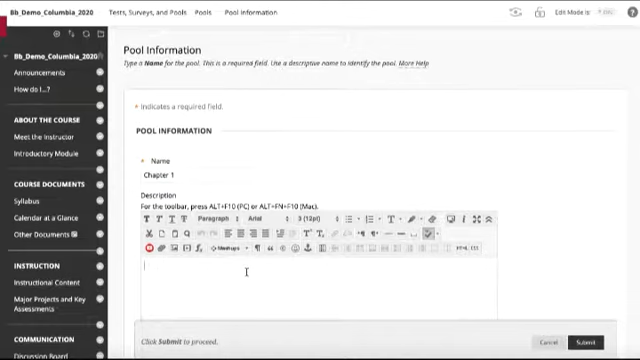 Bb_Demo_Columbia_2020 Tests, Surveys, and Pools Pools Pool Information Edit Mode is:
Bb_Demo_Columbia_2020
Announcements
How do I...?
ABOUT THE COURSE
Meet the Instructor
Introductory Module
COURSE DOCUMENTS
Syllabus
Calendar at a Glance
Other Documents
INSTRUCTION
Instructional Content
Major Projects and Key
Assessments
COMMUNICATION
Discussion Board
Pool Information
Type a Name for the pool. This is a required field. Use a descriptive name to identify the pool. More Help
* Indicates a required field.
POOL INFORMATION
* Name
Chapter 1
Description
For the toolbar, press ALT+F10 (PC) or ALT+FN+F10 (Mac).
T T T T Paragraph Arial 3 (12pt)
Mashups HTML CSS
Click Submit to proceed.
Cancel Submit